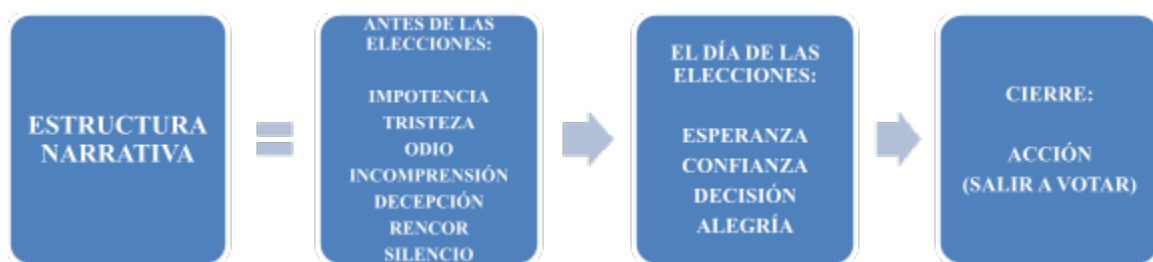 ESTRUCTURA
NARRATIVA
=
ANTES DE LAS
ELECCIONES:
IMPOTENCIA
TRISTEZA
ODIO
INCOMPRENSIÓN
DECEPCIÓN
RENCOR
SILENCIO
EL DÍA DE LAS
ELECCIONES:
ESPERANZA
CONFIANZA
DECISIÓN
ALEGRÍA
CIERRE:
ACCIÓN
(SALIR A VOTAR)